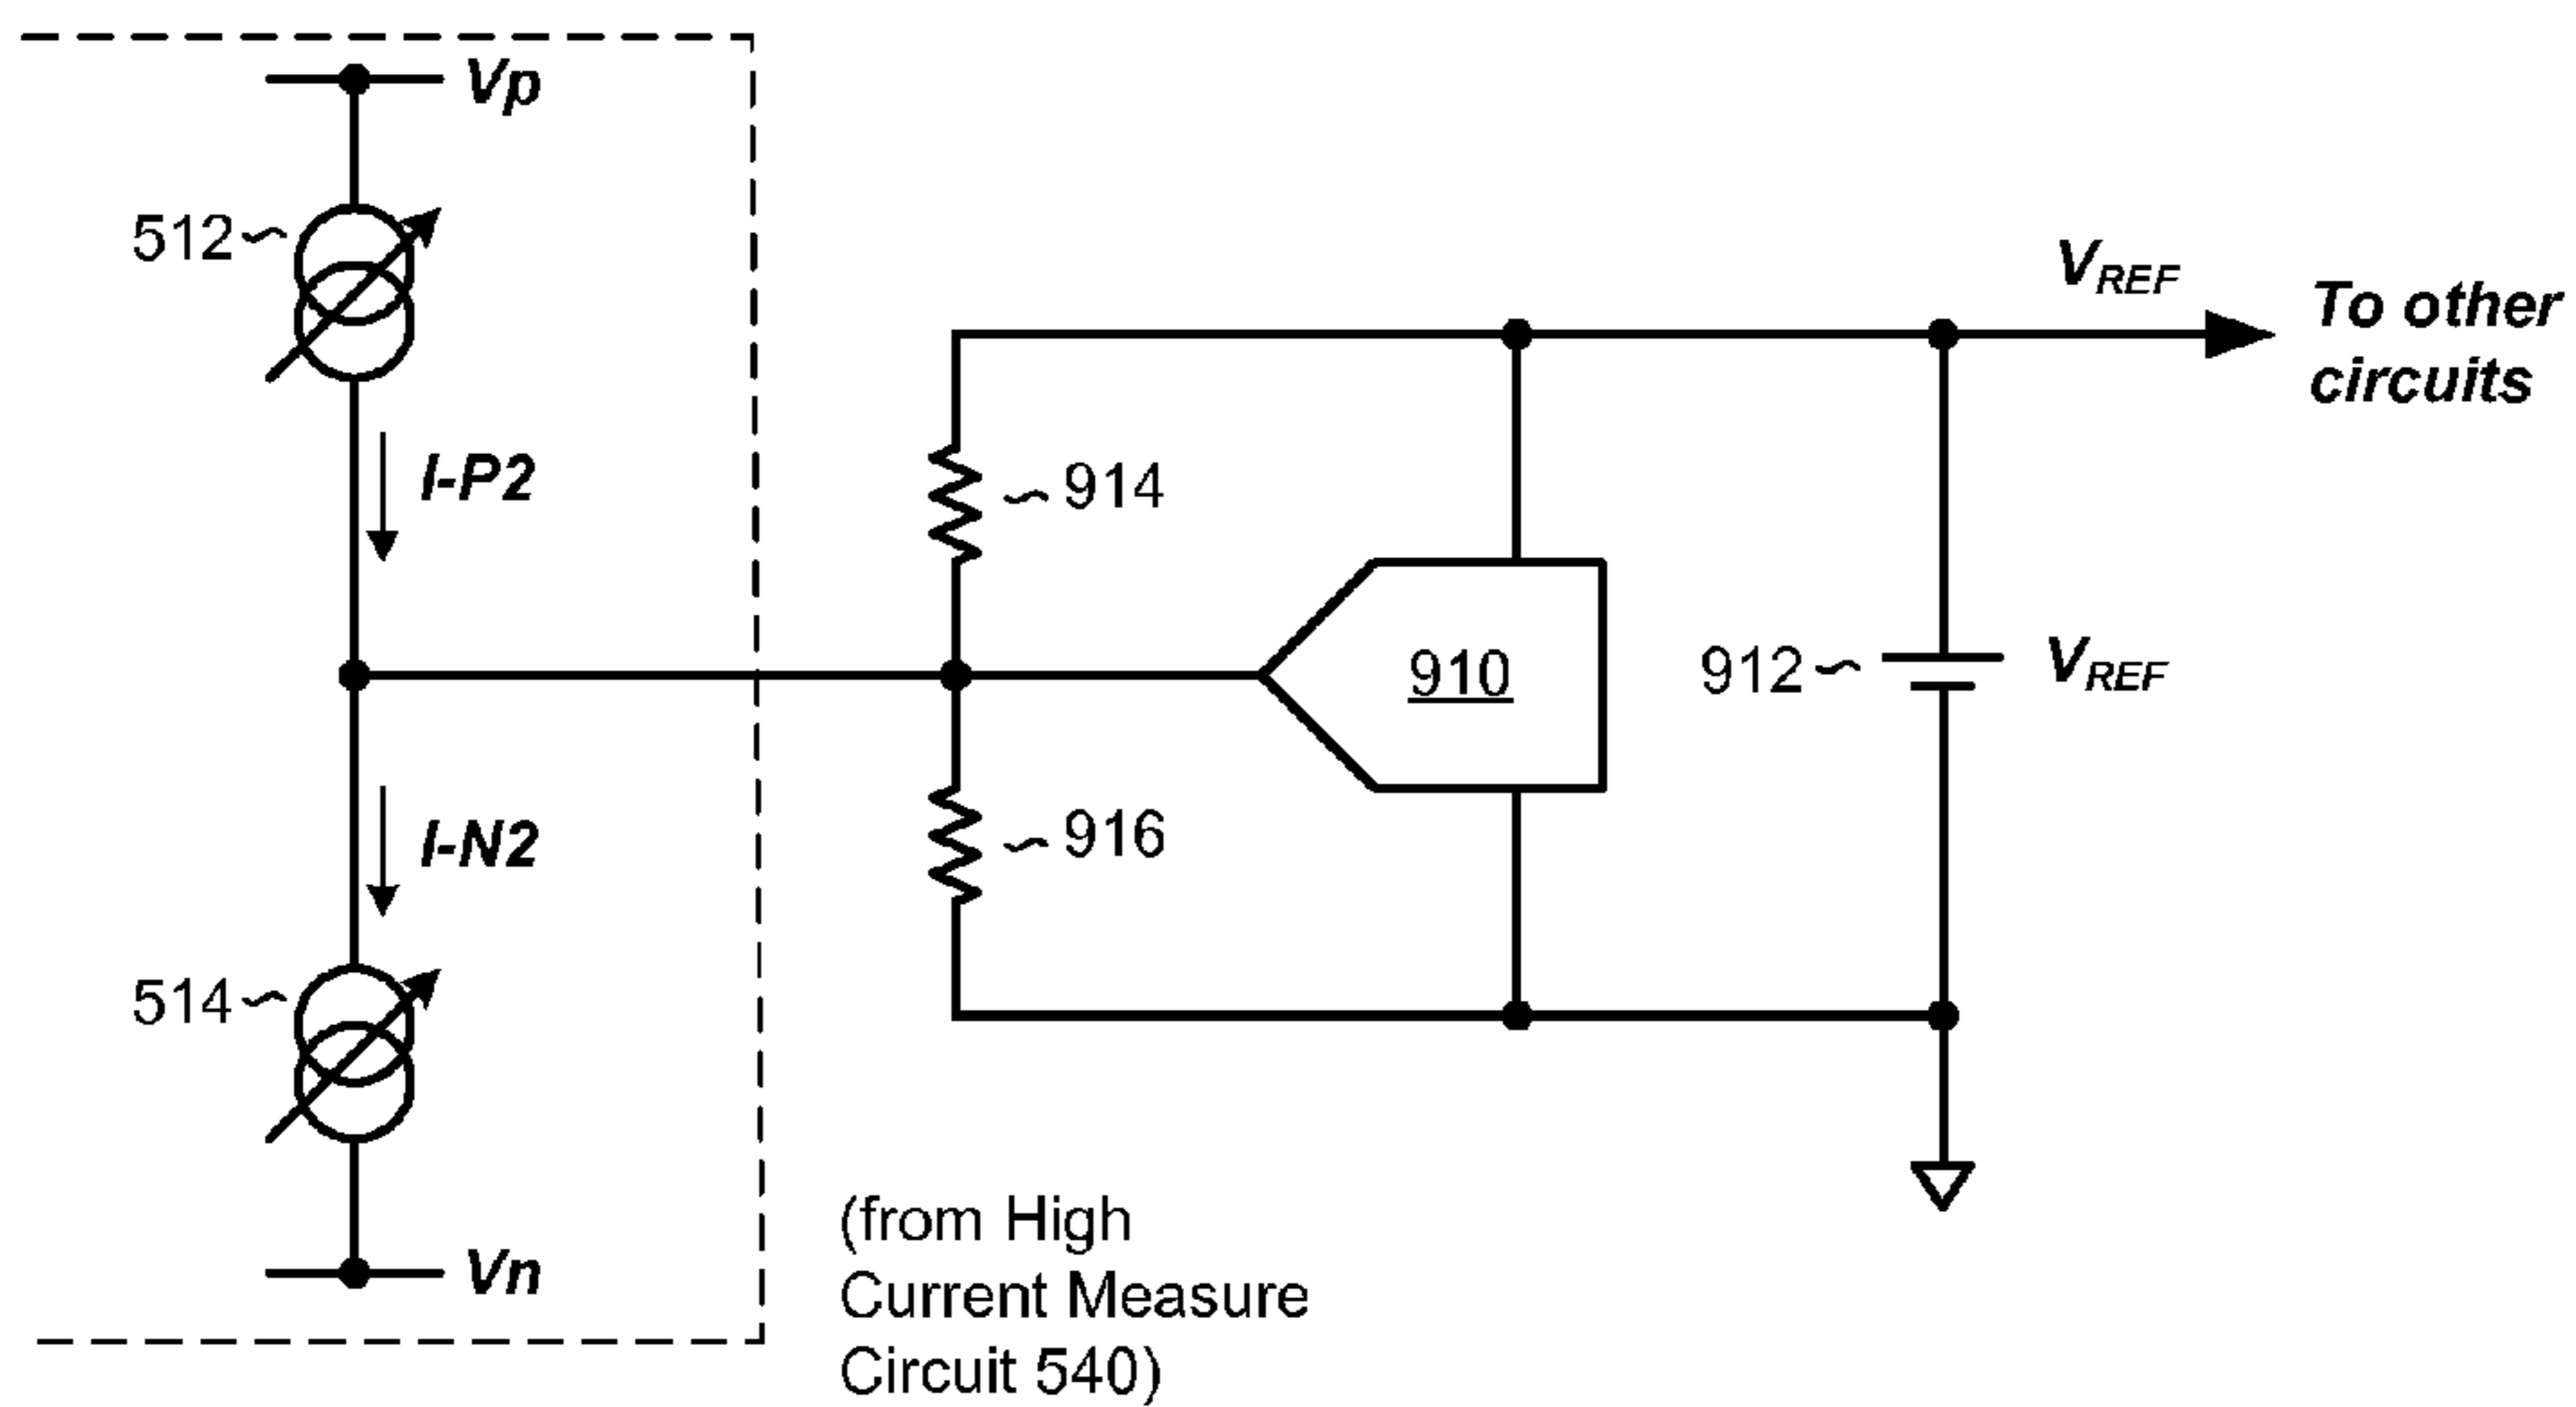 Vp
512
I-P2
914
VREF
To other
circuits
910
912
VREF
I-N2
916
514
Vn
(from High
Current Measure
Circuit 540)